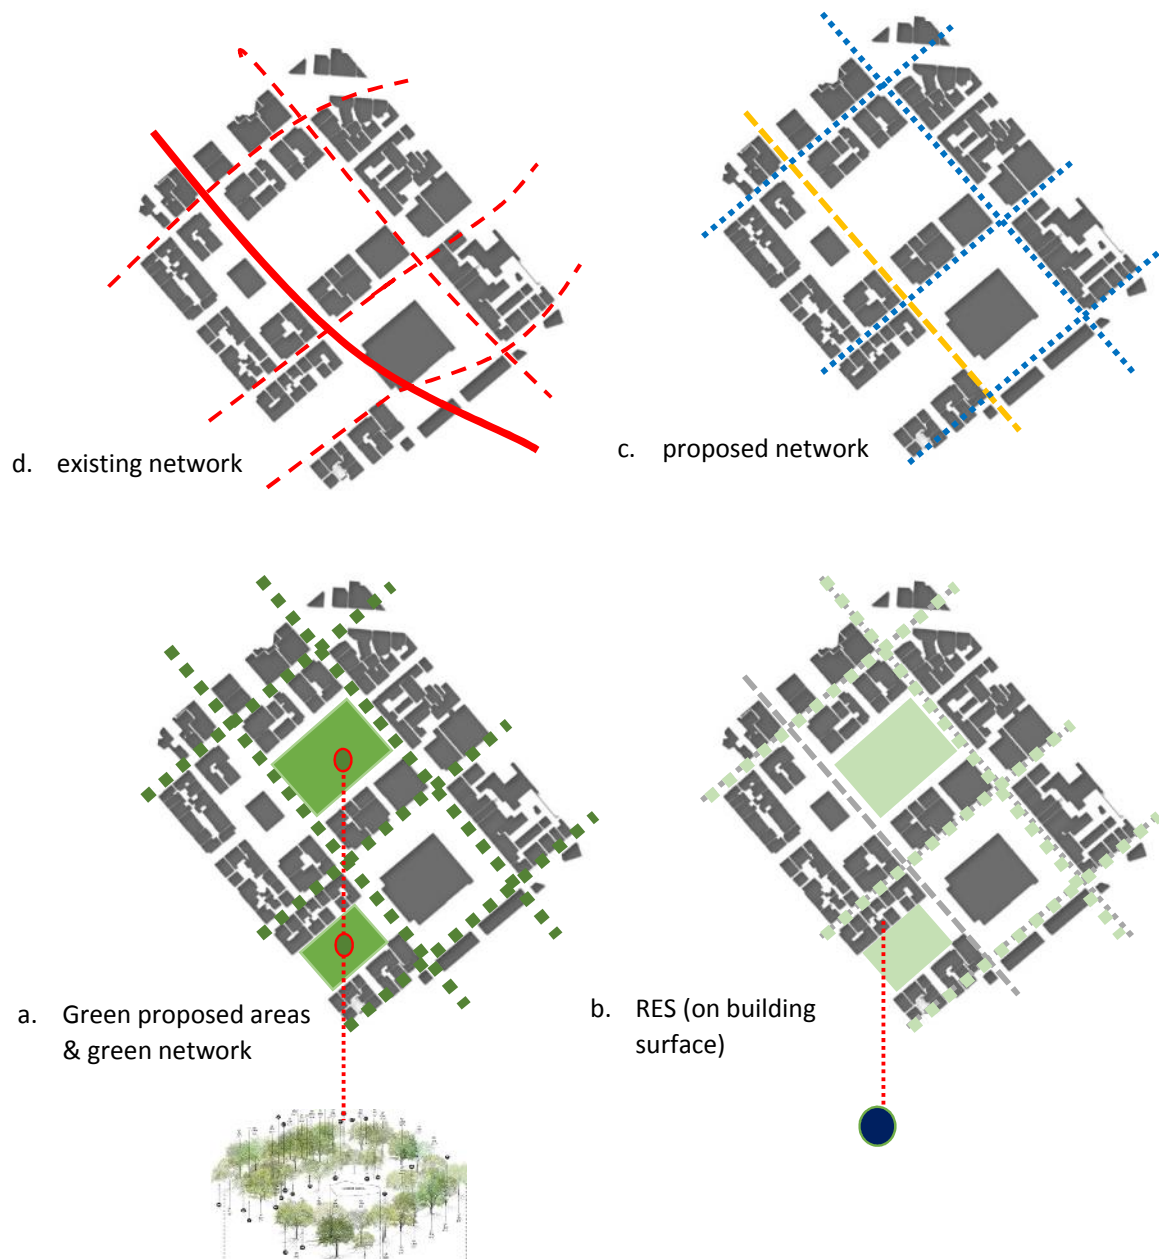 d. existing network
c. proposed network
a. Green proposed areas
& green network
b. RES (on building
surface)